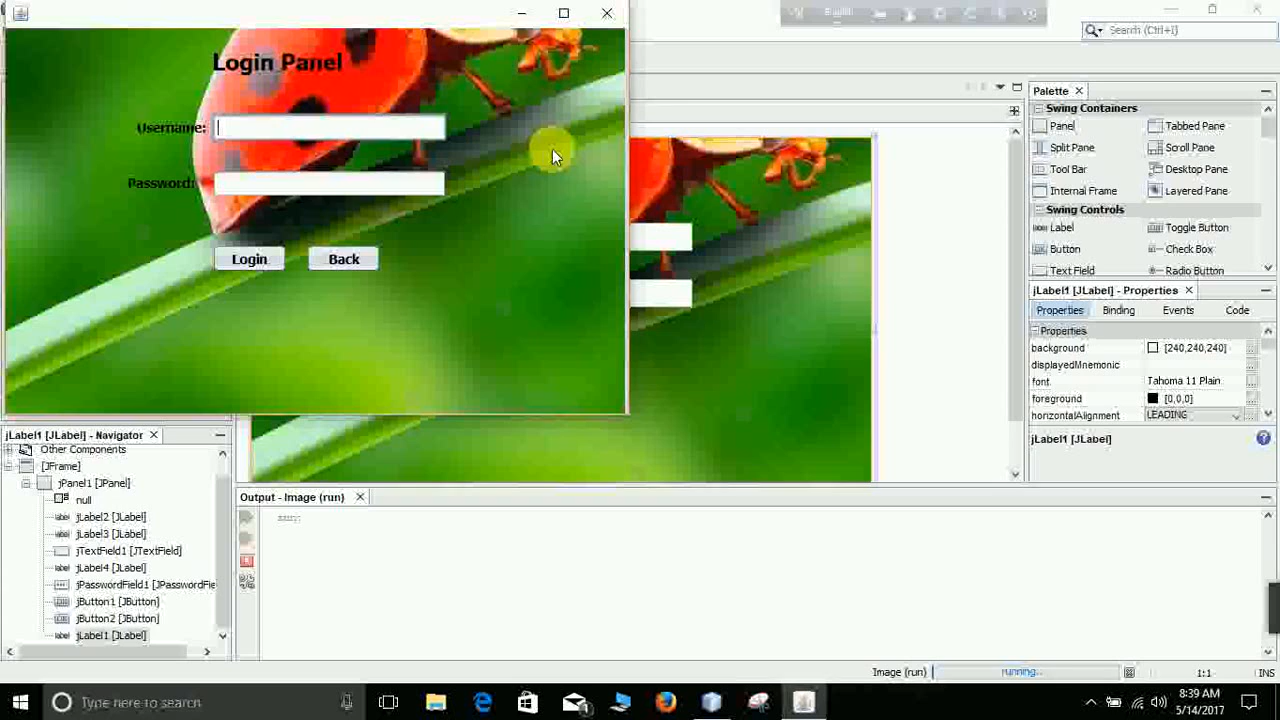 English
Search (Ctrl+I)
Login Panel
Username:
Password:
Login
Back
Palette
Swing Containers
Panel
Tabbed Pane
Split Pane
Scroll Pane
Tool Bar
Desktop Pane
Internal Frame
Layered Pane
Swing Controls
Label
Toggle Button
Button
Check Box
Text Field
Radio Button
jLabel1 [JLabel] - Properties
Properties
Binding
Events
Code
Properties
background
[240,240,240]
displayedMnemonic
font
Tahoma 11 Plain
foreground
[0,0,0]
horizontalAlignment
LEADING
jLabel1 [JLabel]
jLabel1 [JLabel] - Navigator
Other Components
[JFrame]
jPanel1 [JPanel]
null
jLabel2 [JLabel]
jLabel3 [JLabel]
jTextField1 [JTextField]
jLabel4 [JLabel]
jPasswordField1 [JPasswordFie
jButton1 [JButton]
jButton2 [JButton]
jLabel1 [JLabel]
Output - Image (run)
Image (run)
running..
1:1
INS
Type here to search
8:39 AM
5/14/2017